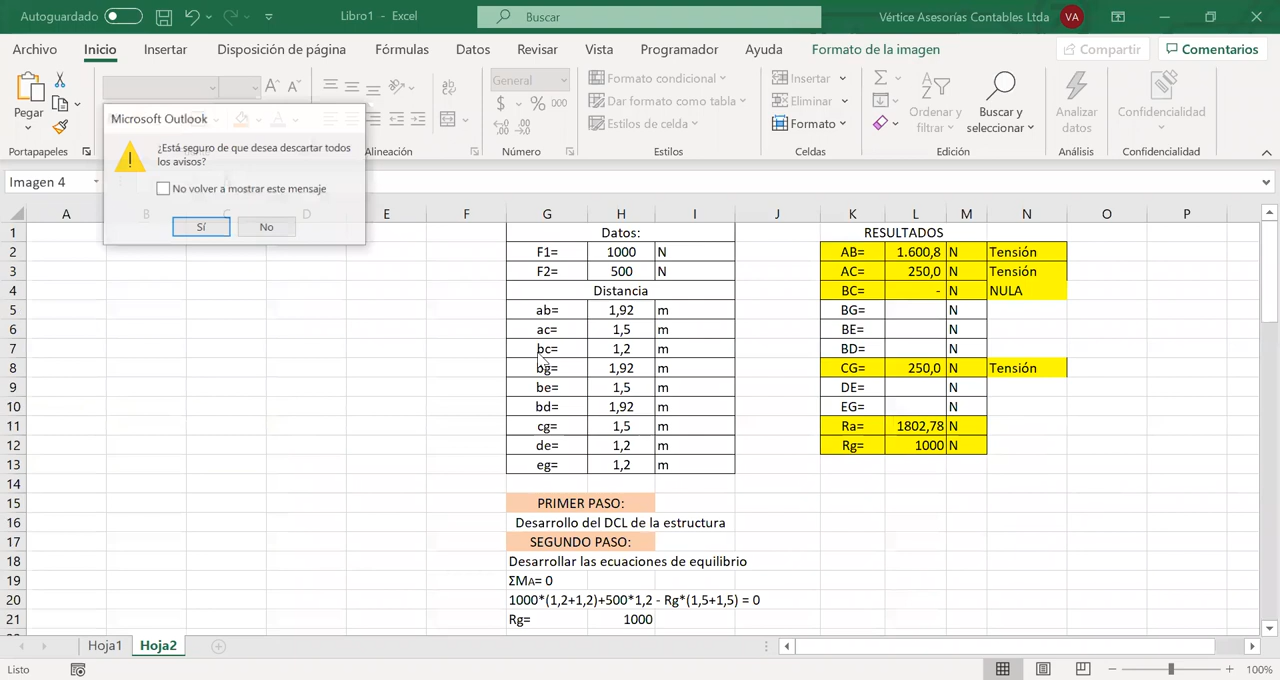 Autoguardado Libro1 - Excel Buscar Vértice Asesorías Contables Ltda VA
Archivo Inicio Insertar Disposición de página Fórmulas Datos Revisar Vista Programador Ayuda Formato de la imagen Compartir Comentarios
Pegar
Portapapeles
Microsoft Outlook
¿Está seguro de que desea descartar todos
los avisos?
No volver a mostrar este mensaje
Sí No
Alineación
General
$ % 000
Número
Formato condicional
Dar formato como tabla
Estilos de celda
Estilos
Insertar
Eliminar
Formato
Celdas
Ordenar y
filtrar
Buscar y
seleccionar
Edición
Analizar
datos
Análisis
Confidencialidad
Confidencialidad
Imagen 4
A B C D E F G H I J K L M N O P
1 Datos: RESULTADOS
2 F1= 1000 N AB= 1.600,8 N Tensión
3 F2= 500 N AC= 250,0 N Tensión
4 Distancia BC= - N NULA
5 ab= 1,92 m BG= N
6 ac= 1,5 m BE= N
7 bc= 1,2 m BD= N
8 bg= 1,92 m CG= 250,0 N Tensión
9 be= 1,5 m DE= N
10 bd= 1,92 m EG= N
11 cg= 1,5 m Ra= 1802,78 N
12 de= 1,2 m Rg= 1000 N
13 eg= 1,2 m
14
15 PRIMER PASO:
16 Desarrollo del DCL de la estructura
17 SEGUNDO PASO:
18 Desarrollar las ecuaciones de equilibrio
19 ΣMA= 0
20 1000*(1,2+1,2)+500*1,2 - Rg*(1,5+1,5) = 0
21 Rg= 1000
Hoja1 Hoja2
Listo 100%